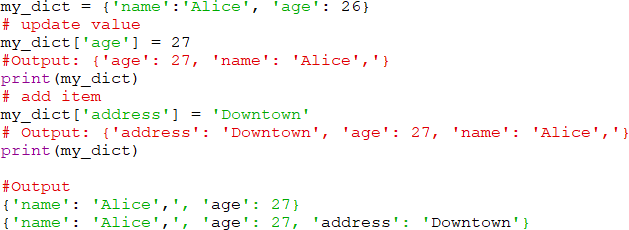 my_dict = {'name':'Alice', 'age': 26}
# update value
my_dict['age'] = 27
#Output: {'age': 27, 'name': 'Alice','}
print(my_dict)
# add item
my_dict['address'] = 'Downtown'
# Output: {'address': 'Downtown', 'age': 27, 'name': 'Alice','}
print(my_dict)
#Output
{'name': 'Alice',', 'age': 27}
{'name': 'Alice',', 'age': 27, 'address': 'Downtown'}